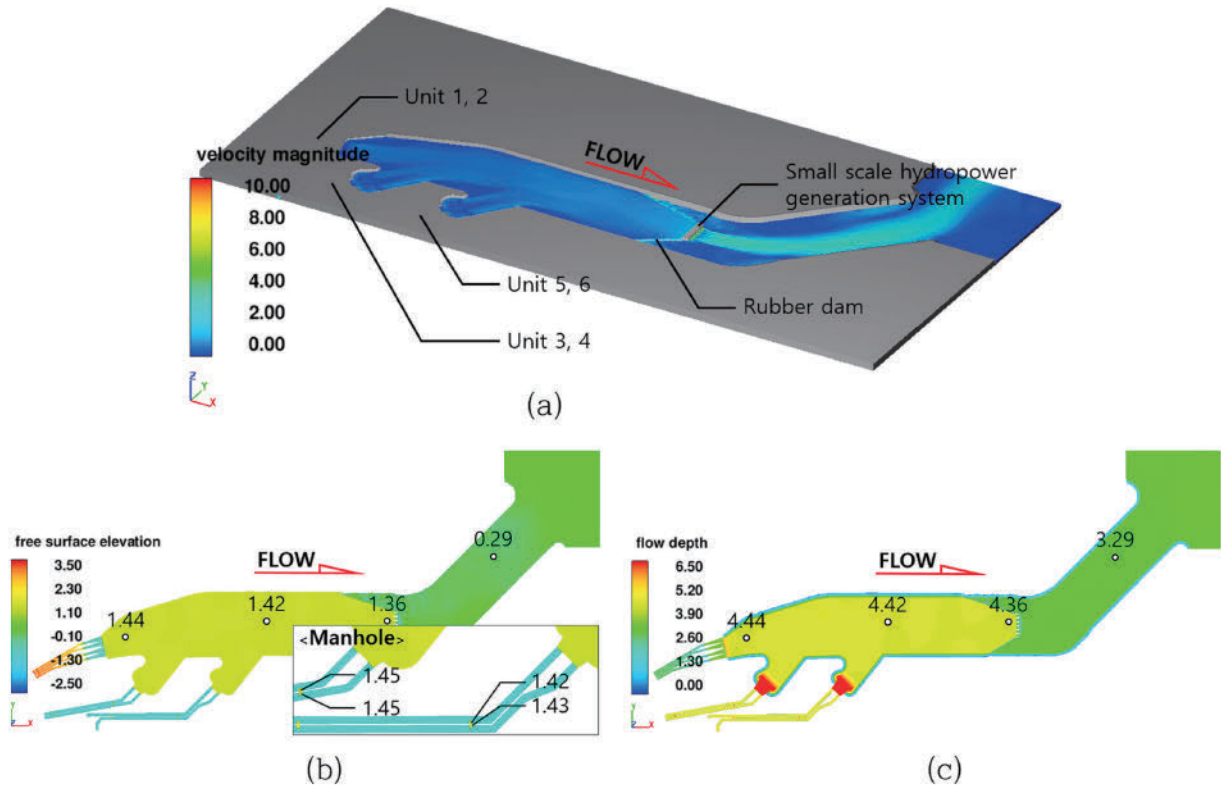 Unit 1, 2
velocity magnitude
10.00
8.00
6.00
4.00
2.00
0.00
FLOW
Small scale hydropower
generation system
Unit 5, 6
Rubber dam
Unit 3, 4
Z
Y
X
(a)
free surface elevation
3.50
2.30
1.10
-0.10
-1.30
-2.50
FLOW
0.29
1.44
1.42
1.36
<Manhole>
1.45
1.45
1.42
1.43
Y
Z
X
(b)
flow depth
6.50
5.20
3.90
2.60
1.30
0.00
FLOW
3.29
4.44
4.42
4.36
Y
Z
X
(c)